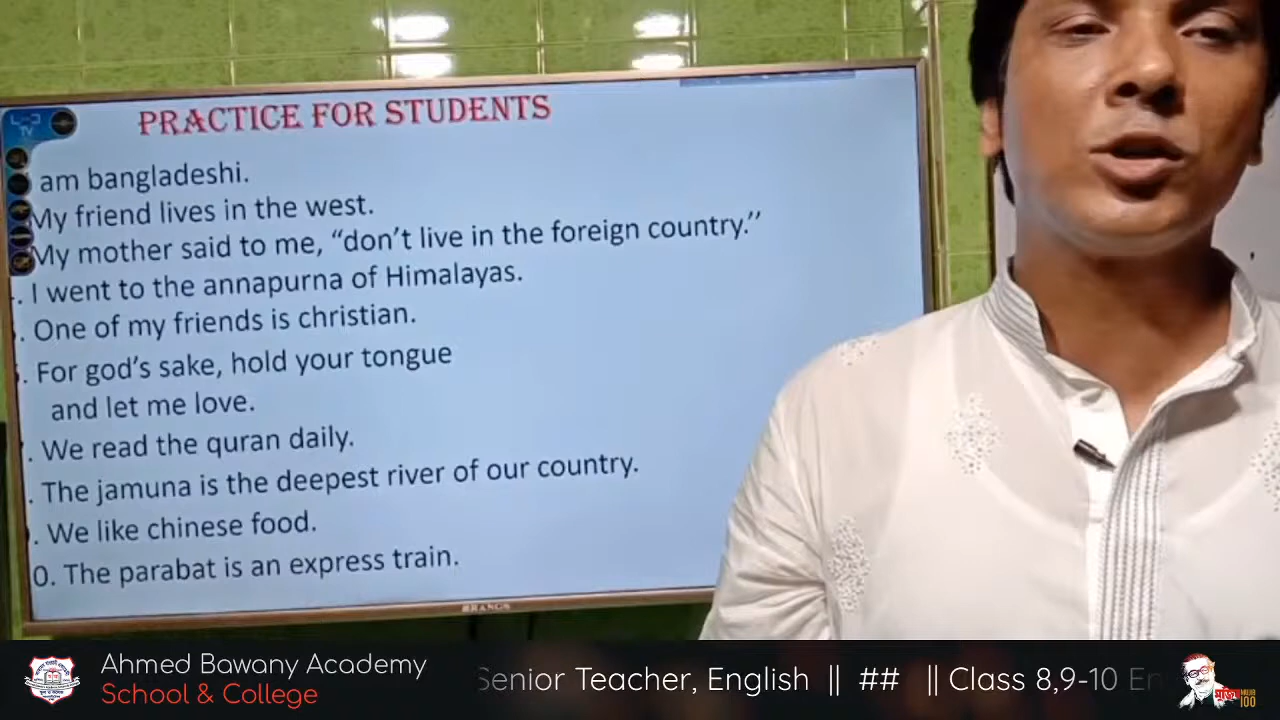 PRACTICE FOR STUDENTS
am bangladeshi.
My friend lives in the west.
My mother said to me, “don’t live in the foreign country.”
. I went to the annapurna of Himalayas.
. One of my friends is christian.
. For god’s sake, hold your tongue
and let me love.
. We read the quran daily.
. The jamuna is the deepest river of our country.
. We like chinese food.
0. The parabat is an express train.
Ahmed Bawany Academy
School & College
Senior Teacher, English || ## || Class 8,9-10 En
TV
100